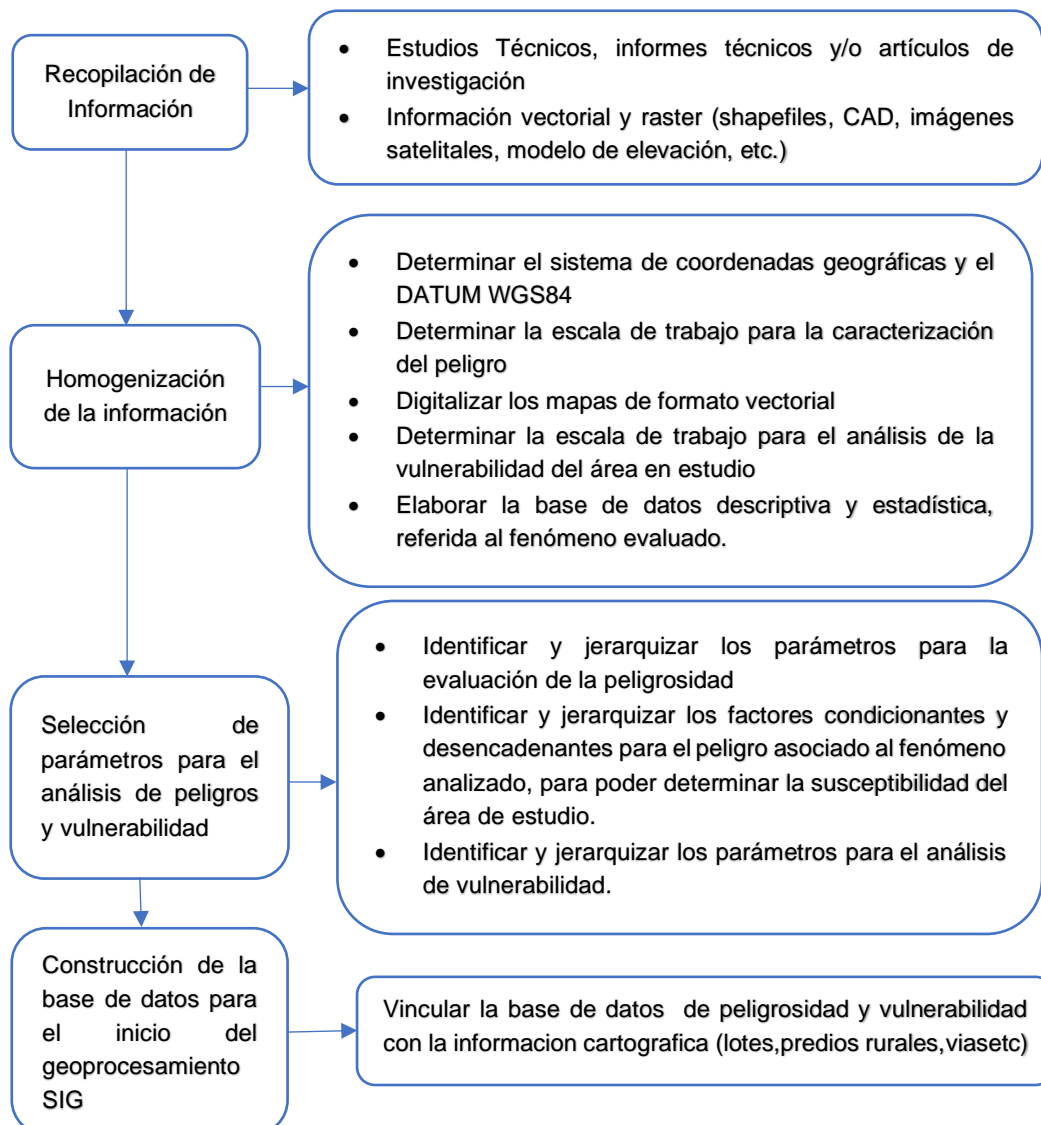 Recopilación de
Información
• Estudios Técnicos, informes técnicos y/o artículos de
investigación
• Información vectorial y raster (shapefiles, CAD, imágenes
satelitales, modelo de elevación, etc.)
Homogenización
de la información
• Determinar el sistema de coordenadas geográficas y el
DATUM WGS84
• Determinar la escala de trabajo para la caracterización
del peligro
• Digitalizar los mapas de formato vectorial
• Determinar la escala de trabajo para el análisis de la
vulnerabilidad del área en estudio
• Elaborar la base de datos descriptiva y estadística,
referida al fenómeno evaluado.
Selección de
parámetros para el
análisis de peligros
y vulnerabilidad
• Identificar y jerarquizar los parámetros para la
evaluación de la peligrosidad
• Identificar y jerarquizar los factores condicionantes y
desencadenantes para el peligro asociado al fenómeno
analizado, para poder determinar la susceptibilidad del
área de estudio.
• Identificar y jerarquizar los parámetros para el análisis
de vulnerabilidad.
Construcción de la
base de datos para
el inicio del
geoprocesamiento
SIG
Vincular la base de datos de peligrosidad y vulnerabilidad
con la informacion cartografica (lotes,predios rurales,viasetc)